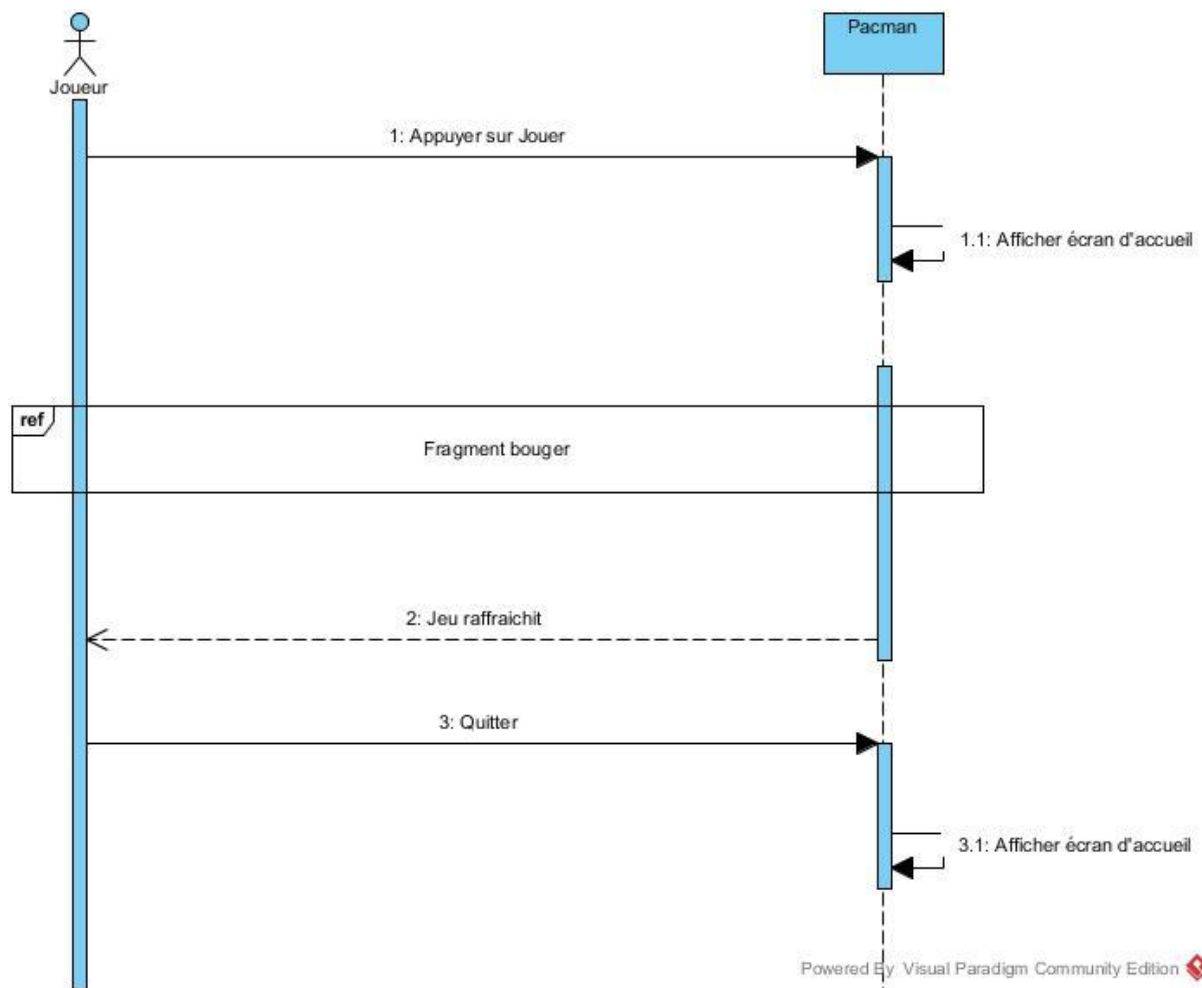 Pacman
Joueur
1: Appuyer sur Jouer
1.1: Afficher écran d'accueil
ref
Fragment bouger
2: Jeu raffraichit
3: Quitter
3.1: Afficher écran d'accueil
Powered By Visual Paradigm Community Edition